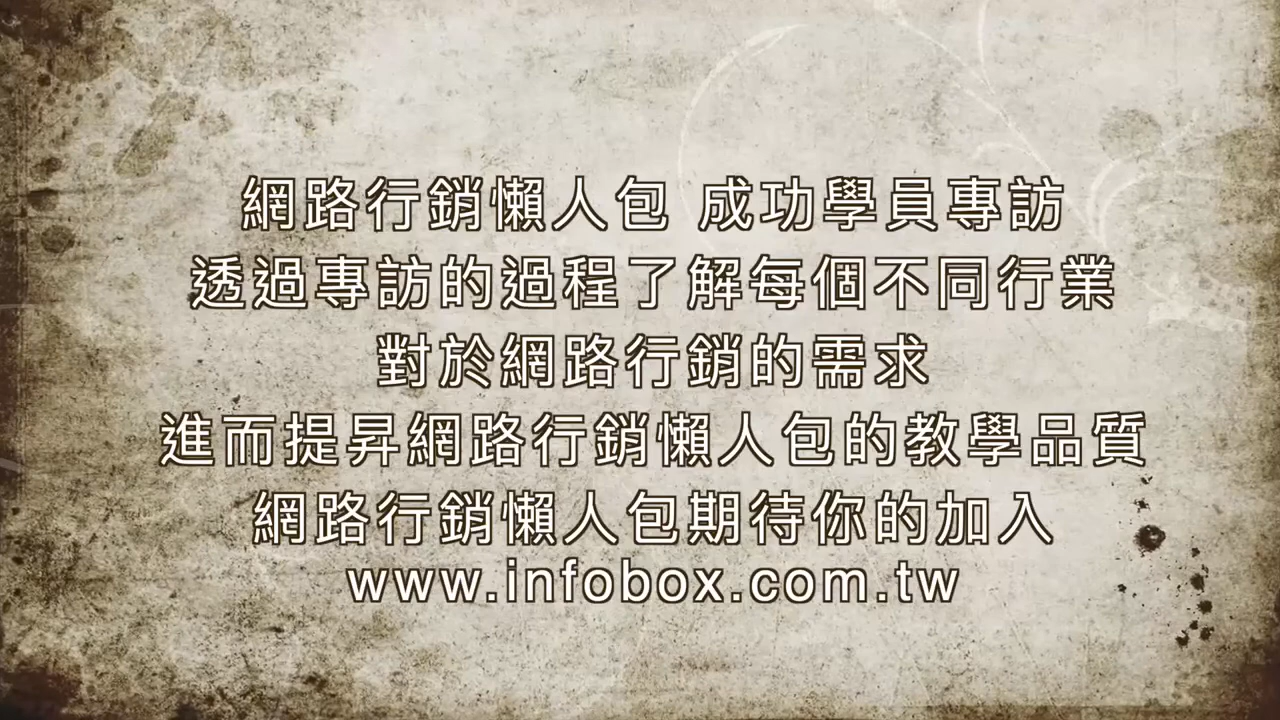 網路行銷懶人包 成功學員專訪
透過專訪的過程了解每個不同行業
對於網路行銷的需求
進而提昇網路行銷懶人包的教學品質
網路行銷懶人包期待你的加入
www.infobox.com.tw